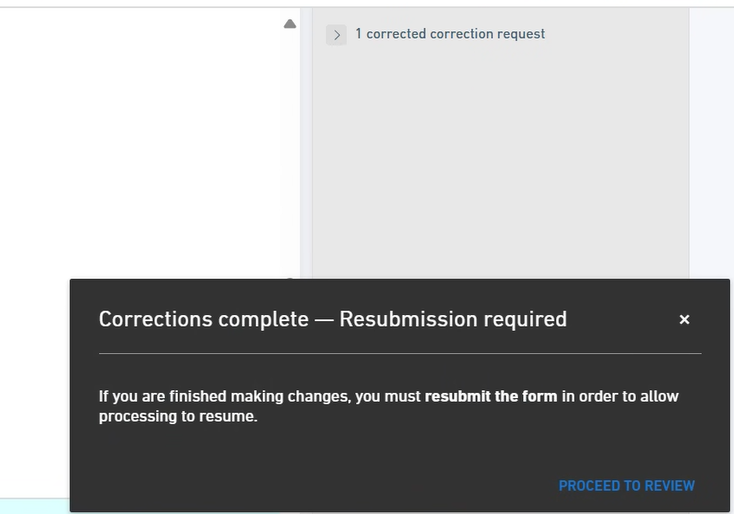 1 corrected correction request
Corrections complete — Resubmission required
If you are finished making changes, you must resubmit the form in order to allow
processing to resume.
PROCEED TO REVIEW